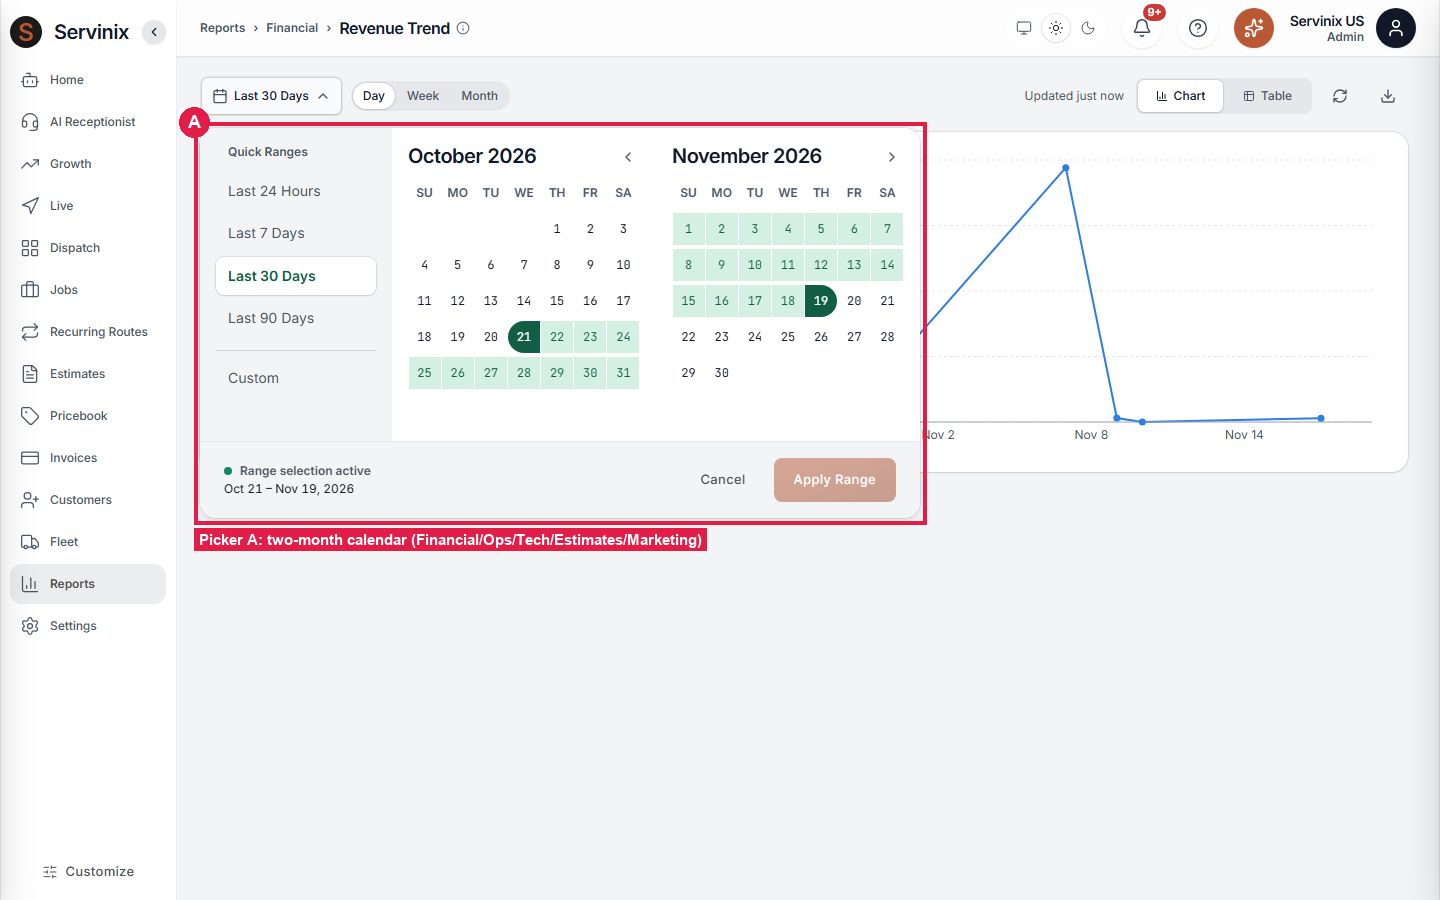 Servinix
Home
AI Receptionist
Growth
Live
Dispatch
Jobs
Recurring Routes
Estimates
Pricebook
Invoices
Customers
Fleet
Reports
Settings
Customize
Reports › Financial › Revenue Trend
9+
Servinix US
Admin
Last 30 Days
Day Week Month
Updated just now
Chart Table
A
Quick Ranges
Last 24 Hours
Last 7 Days
Last 30 Days
Last 90 Days
Custom
October 2026
SU MO TU WE TH FR SA
1 2 3
4 5 6 7 8 9 10
11 12 13 14 15 16 17
18 19 20 21 22 23 24
25 26 27 28 29 30 31
November 2026
SU MO TU WE TH FR SA
1 2 3 4 5 6 7
8 9 10 11 12 13 14
15 16 17 18 19 20 21
22 23 24 25 26 27 28
29 30
Range selection active
Oct 21 – Nov 19, 2026
Cancel Apply Range
Nov 2 Nov 8 Nov 14
Picker A: two-month calendar (Financial/Ops/Tech/Estimates/Marketing)